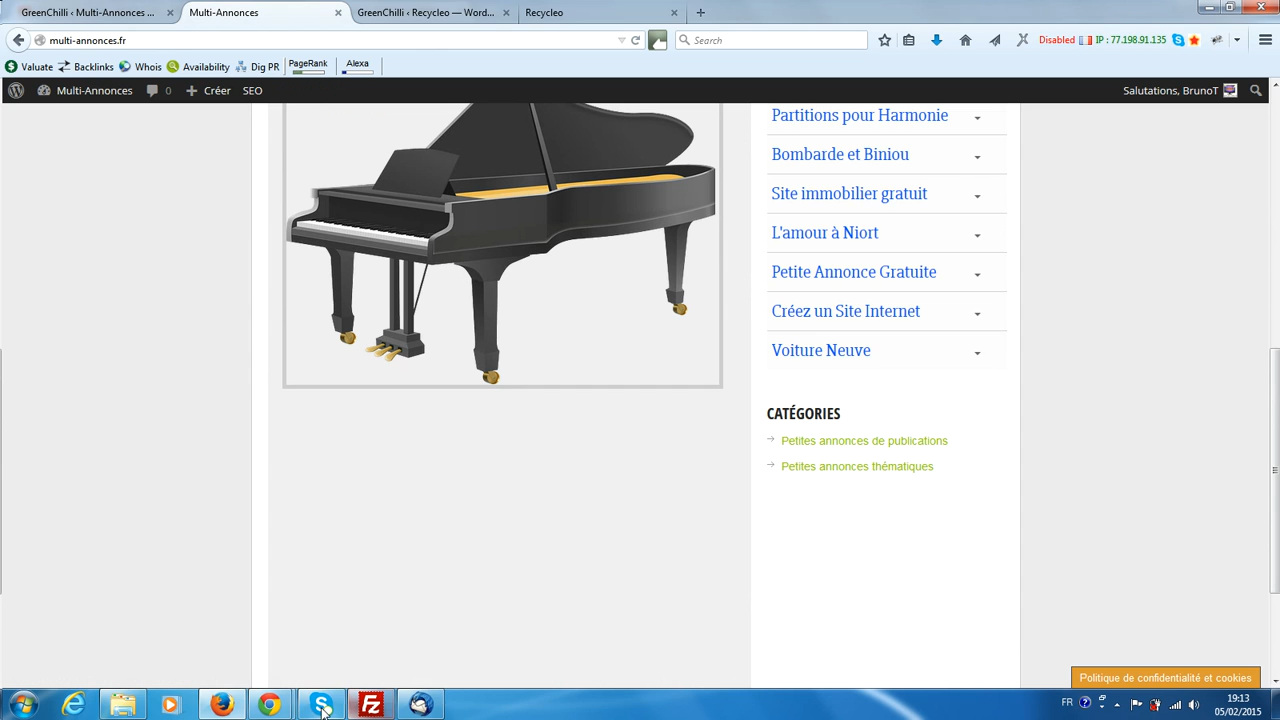 GreenChilli ‹ Multi-Annonces ... ×
Multi-Annonces ×
GreenChilli ‹ Recycleo — Word... ×
Recycleo ×
multi-annonces.fr
Search
Disabled
IP : 77.198.91.135
Valuate
Backlinks
Whois
Availability
Dig PR
PageRank
Alexa
Multi-Annonces
0
Créer
SEO
Salutations, BrunoT
Partitions pour Harmonie
Bombarde et Biniou
Site immobilier gratuit
L'amour à Niort
Petite Annonce Gratuite
Créez un Site Internet
Voiture Neuve
CATÉGORIES
Petites annonces de publications
Petites annonces thématiques
Politique de confidentialité et cookies
FR
19:13
05/02/2015